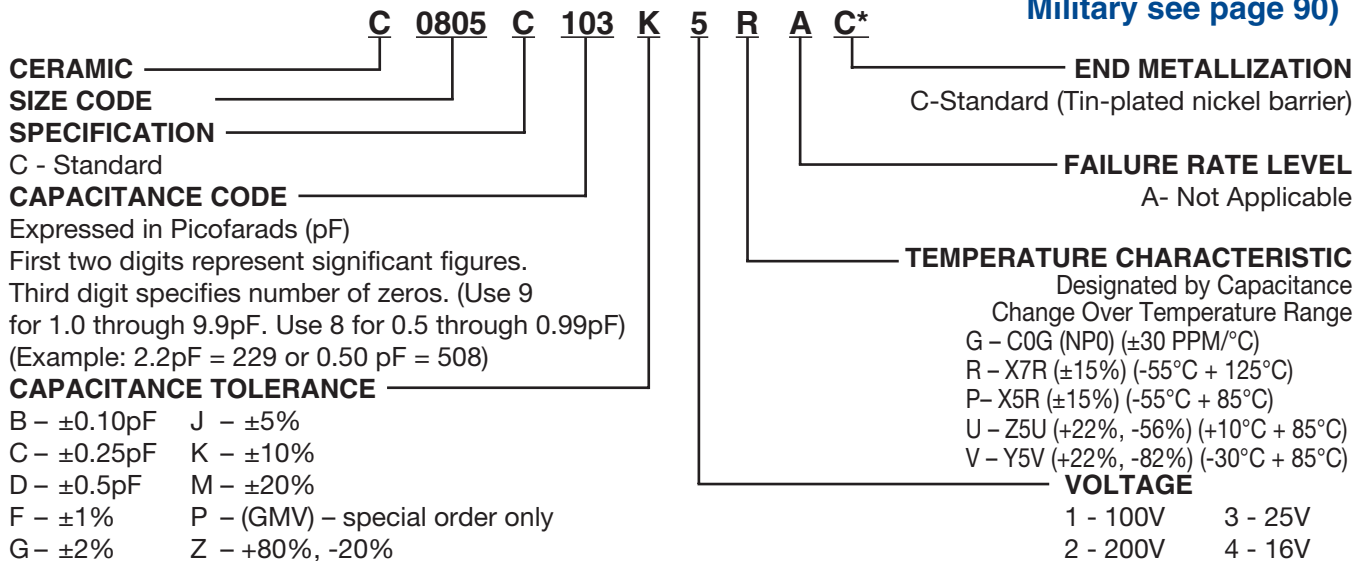 Military see page 90)
C 0805 C 103 K 5 R A C*
CERAMIC
SIZE CODE
SPECIFICATION
C - Standard
CAPACITANCE CODE
Expressed in Picofarads (pF)
First two digits represent significant figures.
Third digit specifies number of zeros. (Use 9
for 1.0 through 9.9pF. Use 8 for 0.5 through 0.99pF)
(Example: 2.2pF = 229 or 0.50 pF = 508)
CAPACITANCE TOLERANCE
B – ±0.10pF J – ±5%
C – ±0.25pF K – ±10%
D – ±0.5pF M – ±20%
F – ±1% P – (GMV) – special order only
G – ±2% Z – +80%, -20%
END METALLIZATION
C-Standard (Tin-plated nickel barrier)
FAILURE RATE LEVEL
A- Not Applicable
TEMPERATURE CHARACTERISTIC
Designated by Capacitance
Change Over Temperature Range
G – C0G (NP0) (±30 PPM/°C)
R – X7R (±15%) (-55°C + 125°C)
P– X5R (±15%) (-55°C + 85°C)
U – Z5U (+22%, -56%) (+10°C + 85°C)
V – Y5V (+22%, -82%) (-30°C + 85°C)
VOLTAGE
1 - 100V 3 - 25V
2 - 200V 4 - 16V